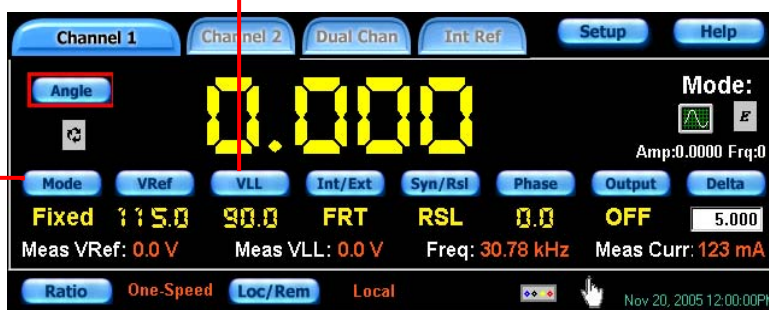 Channel 1 Channel 2 Dual Chan Int Ref Setup Help
Angle 0.000 Mode:
E
Amp:0.0000 Frq:0
Mode VRef VLL Int/Ext Syn/Rsl Phase Output Delta
Fixed 115.0 90.0 FRT RSL 0.0 OFF 5.000
Meas VRef: 0.0 V Meas VLL: 0.0 V Freq: 30.78 kHz Meas Curr: 123 mA
Ratio One-Speed Loc/Rem Local Nov 20, 2005 12:00:00PM